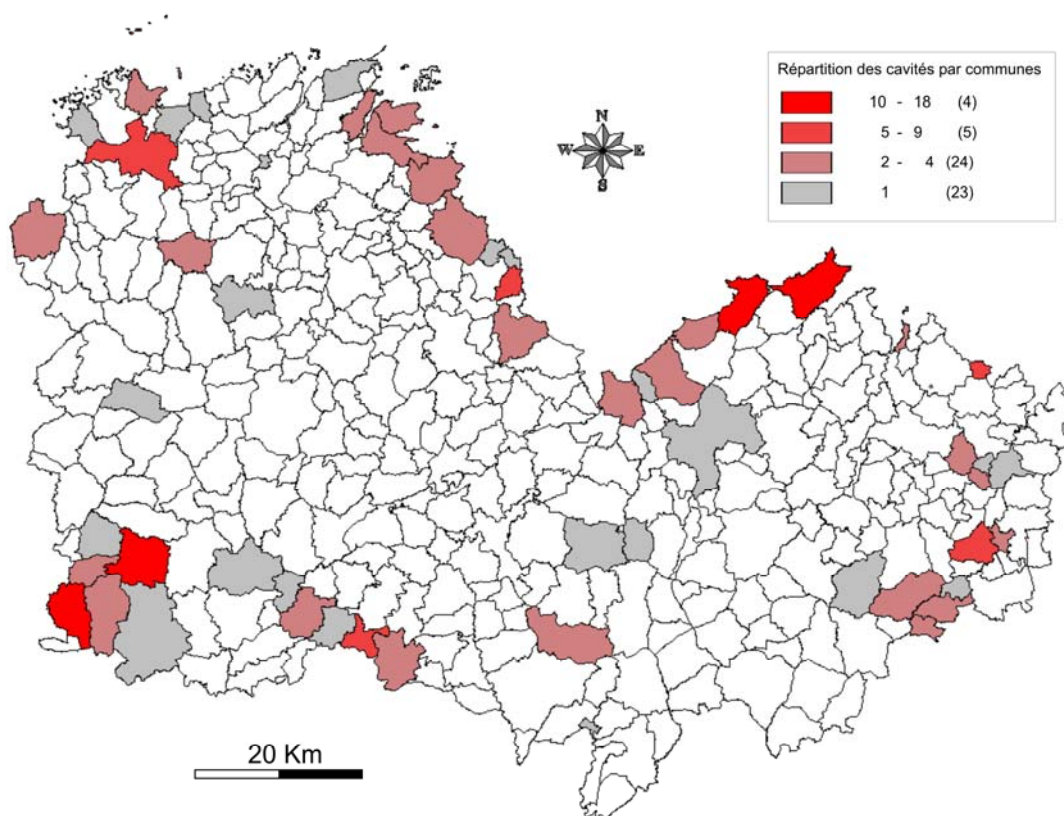 Répartition des cavités par communes
10 - 18 (4)
5 - 9 (5)
2 - 4 (24)
1 (23)
N
W E
S
20 Km